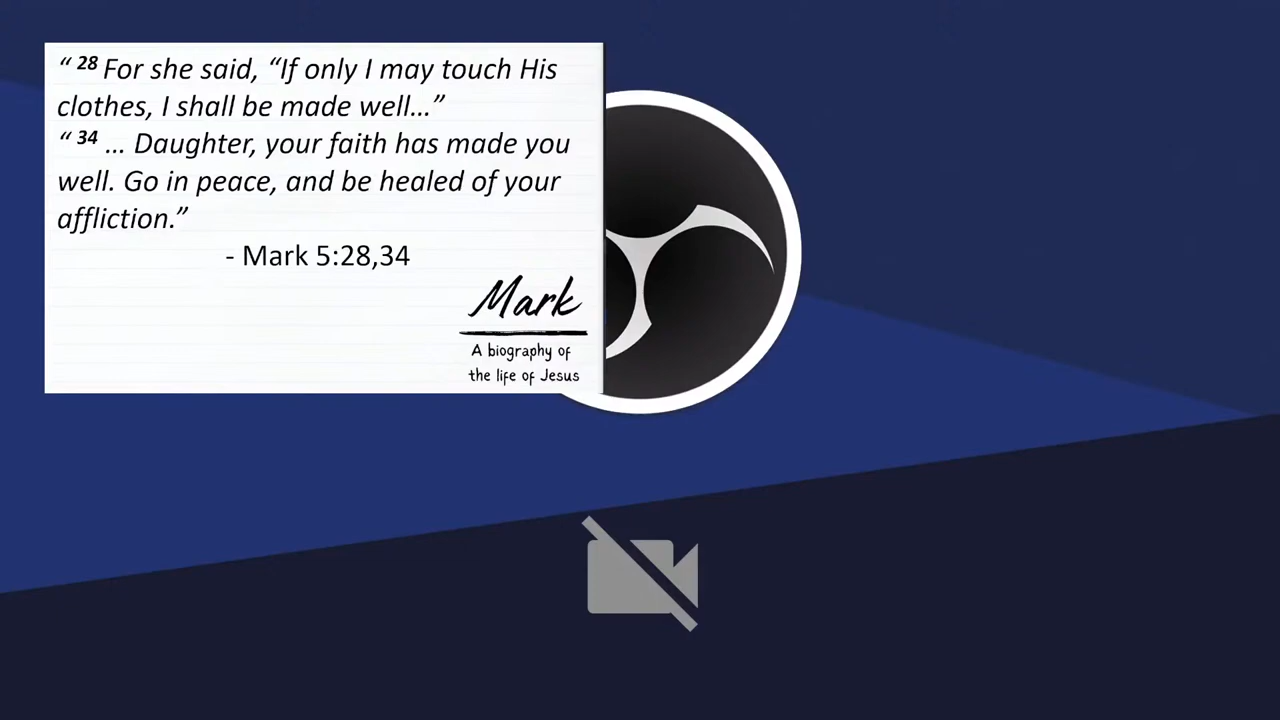 “ 28 For she said, “If only I may touch His
clothes, I shall be made well…”
“ 34 … Daughter, your faith has made you
well. Go in peace, and be healed of your
affliction.”
- Mark 5:28,34
Mark
A biography of
the life of Jesus